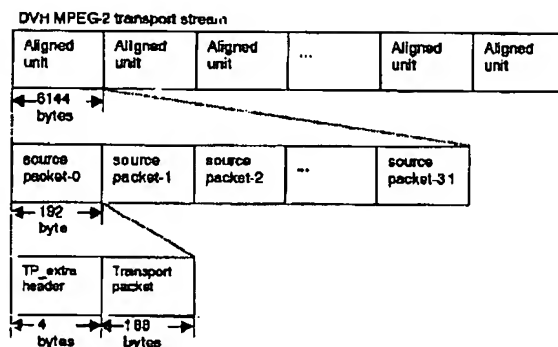 DVH MPEG-2 transport stream
Aligned unit
Aligned unit
Aligned unit
...
Aligned unit
Aligned unit
6144
bytes
source packet-0
source packet-1
source packet-2
...
source packet-31
192
byte
TP_extra header
Transport packet
4
bytes
188
bytes